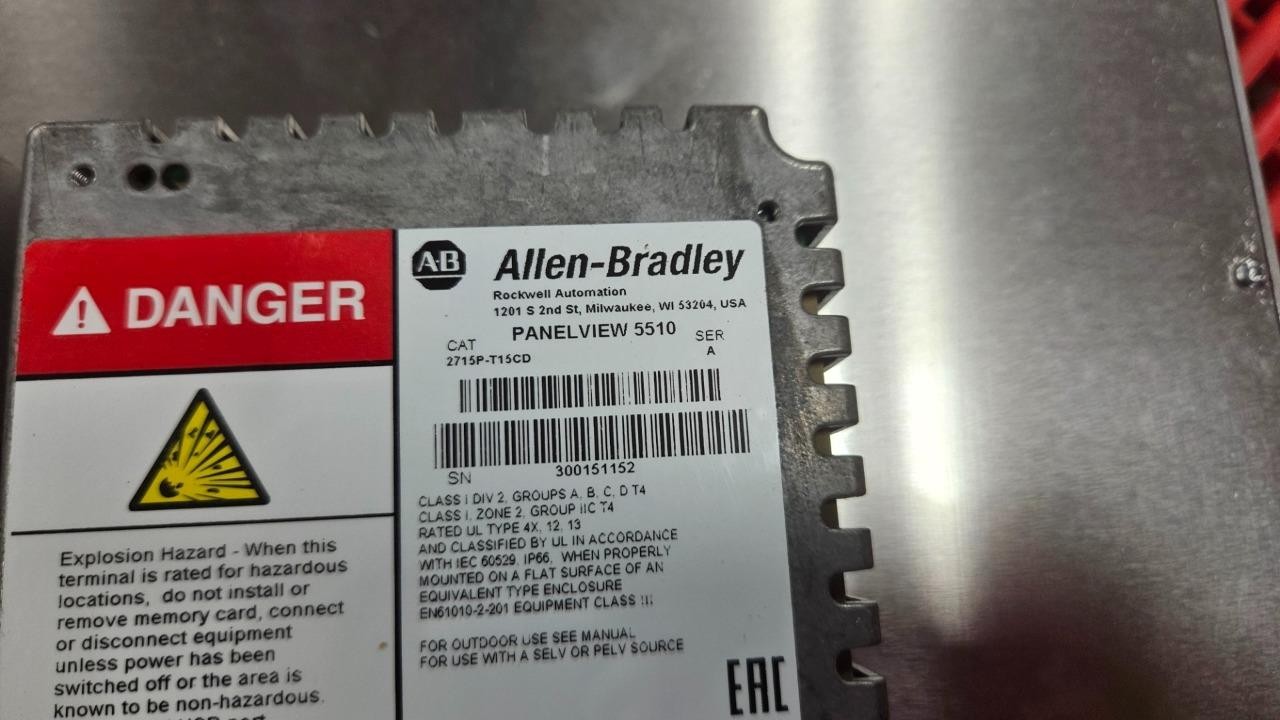 DANGER
Explosion Hazard - When this
terminal is rated for hazardous
locations, do not install or
remove memory card, connect
or disconnect equipment
unless power has been
switched off or the area is
known to be non-hazardous.
A·B
Allen-Bradley
Rockwell Automation
1201 S 2nd St, Milwaukee, WI 53204, USA
PANELVIEW 5510
CAT SER
2715P-T15CD A
SN 300151152
CLASS I DIV 2, GROUPS A, B, C, D T4
CLASS I, ZONE 2, GROUP IIC T4
RATED UL TYPE 4X, 12, 13
AND CLASSIFIED BY UL IN ACCORDANCE
WITH IEC 60529, IP66, WHEN PROPERLY
MOUNTED ON A FLAT SURFACE OF AN
EQUIVALENT TYPE ENCLOSURE
EN61010-2-201 EQUIPMENT CLASS III
FOR OUTDOOR USE SEE MANUAL
FOR USE WITH A SELV OR PELV SOURCE
EAC